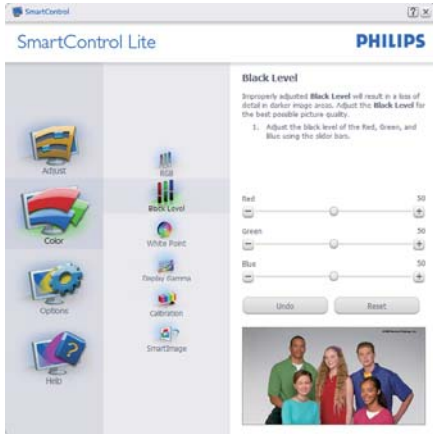 SmartControl
SmartControl Lite
PHILIPS
Adjust
Color
Options
Help
RGB
Black Level
White Point
Display Gamma
Calibration
SmartImage
Black Level
Improperly adjusted Black Level will result in a loss of
detail in darker image areas. Adjust the Black Level for
the best possible picture quality.
1. Adjust the black level of the Red, Green, and
Blue using the slider bars.
Red 50
Green 50
Blue 50
Undo Reset